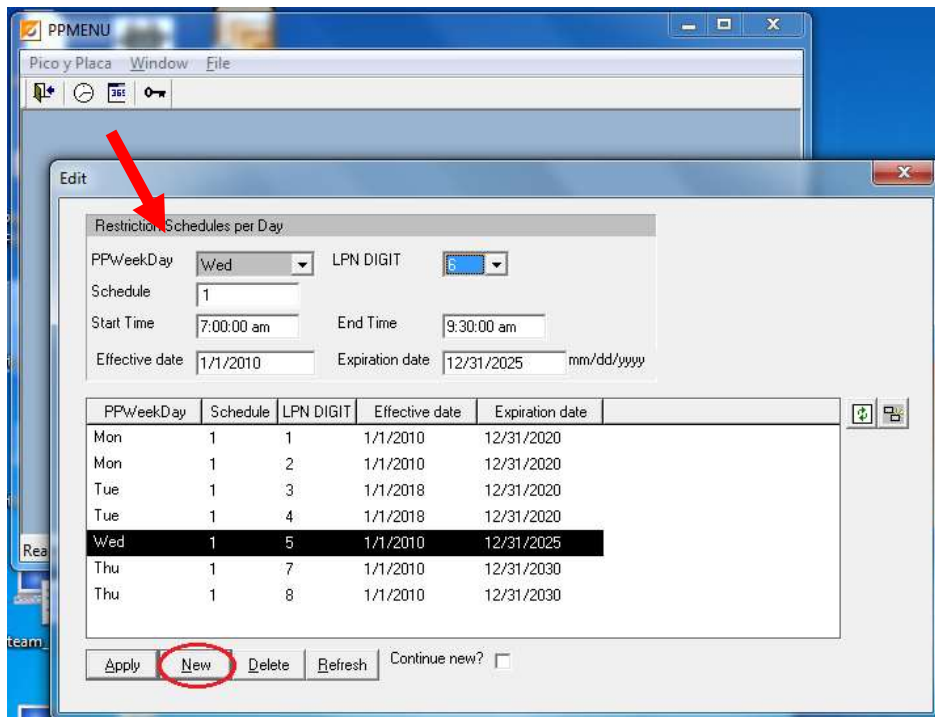 PPMENU
Pico y Placa Window File
365
Edit
Restriction Schedules per Day
PPWeekDay Wed LPN DIGIT 6
Schedule 1
Start Time 7:00:00 am End Time 9:30:00 am
Effective date 1/1/2010 Expiration date 12/31/2025 mm/dd/yyyy
PPWeekDay Schedule LPN DIGIT Effective date Expiration date
Mon 1 1 1/1/2010 12/31/2020
Mon 1 2 1/1/2010 12/31/2020
Tue 1 3 1/1/2018 12/31/2020
Tue 1 4 1/1/2018 12/31/2020
Wed 1 5 1/1/2010 12/31/2025
Thu 1 7 1/1/2010 12/31/2030
Thu 1 8 1/1/2010 12/31/2030
Rea
team_
Apply New Delete Refresh Continue new?